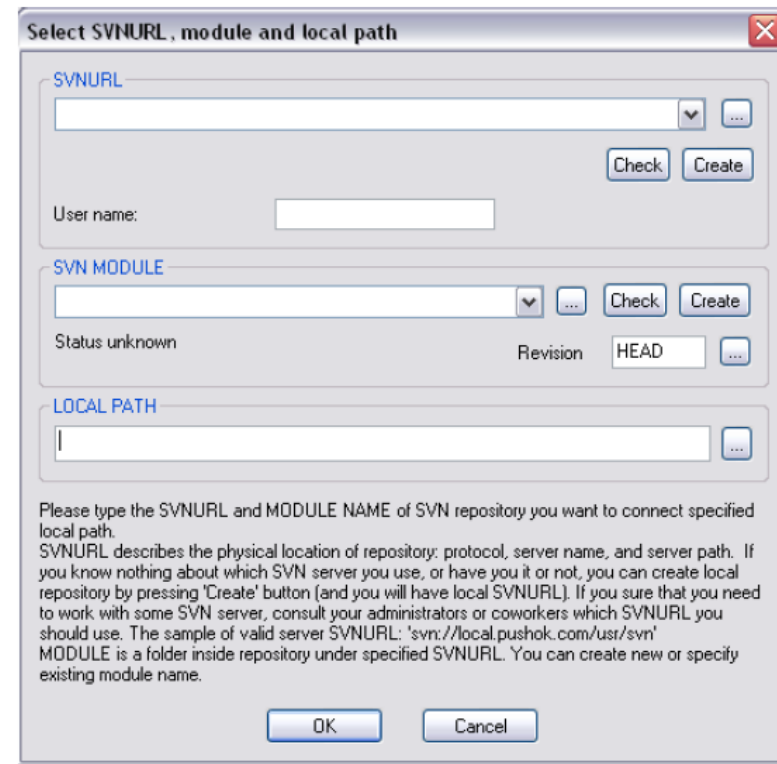 Select SVNURL, module and local path
SVNURL
...
Check Create
User name:
SVN MODULE
... Check Create
Status unknown
Revision HEAD ...
LOCAL PATH
...
Please type the SVNURL and MODULE NAME of SVN repository you want to connect specified
local path.
SVNURL describes the physical location of repository: protocol, server name, and server path. If
you know nothing about which SVN server you use, or have you it or not, you can create local
repository by pressing 'Create' button (and you will have local SVNURL). If you sure that you need
to work with some SVN server, consult your administrators or coworkers which SVNURL you
should use. The sample of valid server SVNURL: 'svn://local.pushok.com/usr/svn'
MODULE is a folder inside repository under specified SVNURL. You can create new or specify
existing module name.
OK Cancel